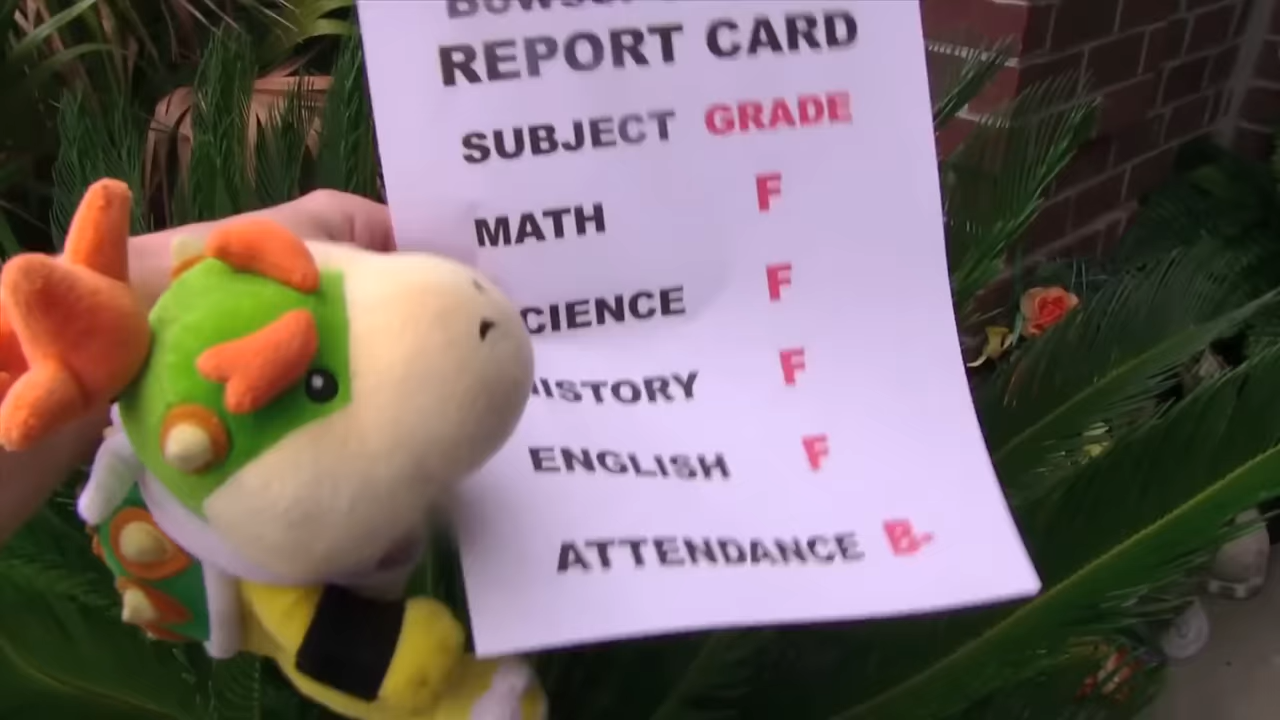 REPORT CARD
SUBJECT GRADE
MATH F
CIENCE F
ISTORY F
ENGLISH F
ATTENDANCE B-